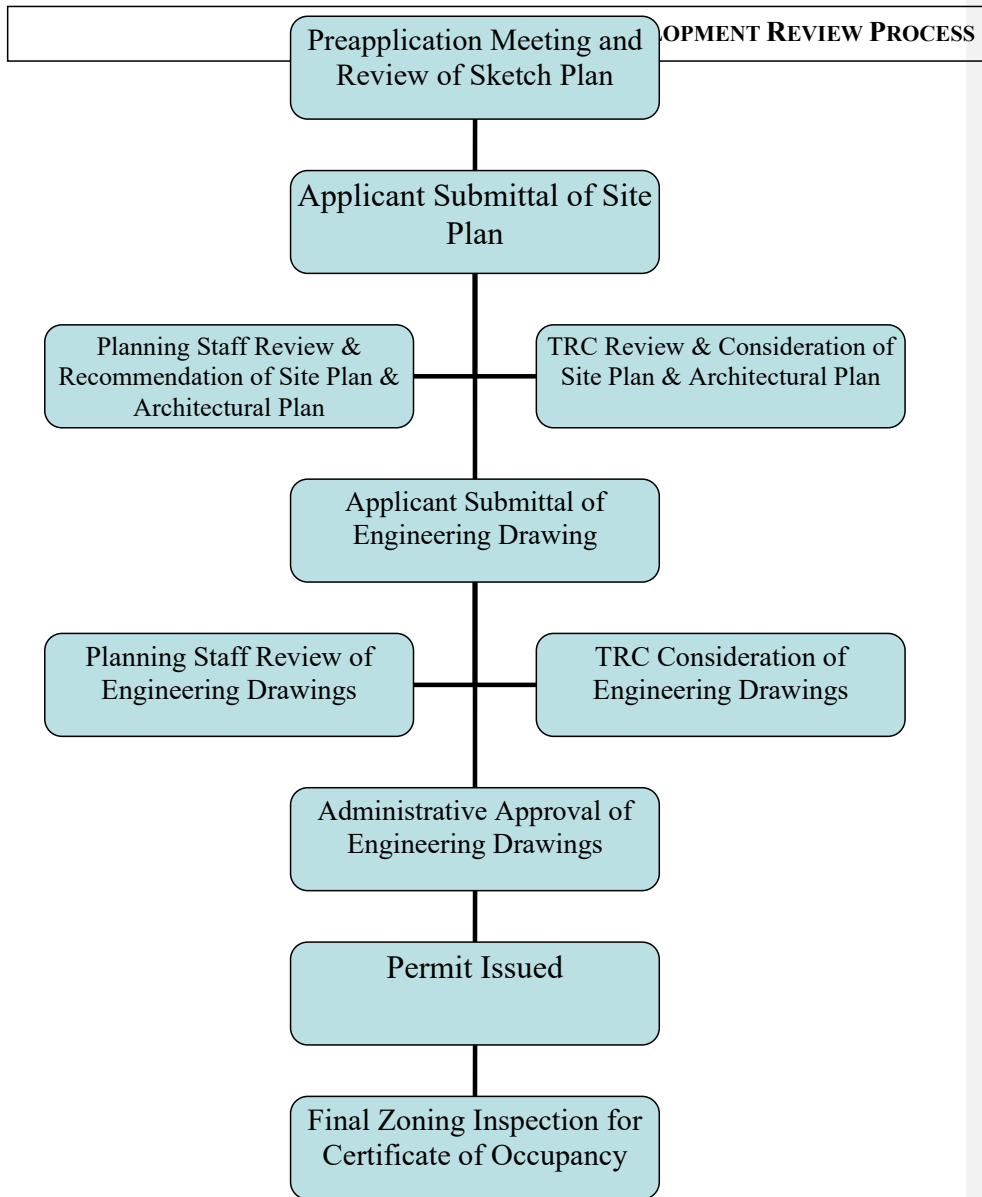 LOPMENT REVIEW PROCESS
Preapplication Meeting and
Review of Sketch Plan
Applicant Submittal of Site
Plan
Planning Staff Review &
Recommendation of Site Plan &
Architectural Plan
TRC Review & Consideration of
Site Plan & Architectural Plan
Applicant Submittal of
Engineering Drawing
Planning Staff Review of
Engineering Drawings
TRC Consideration of
Engineering Drawings
Administrative Approval of
Engineering Drawings
Permit Issued
Final Zoning Inspection for
Certificate of Occupancy